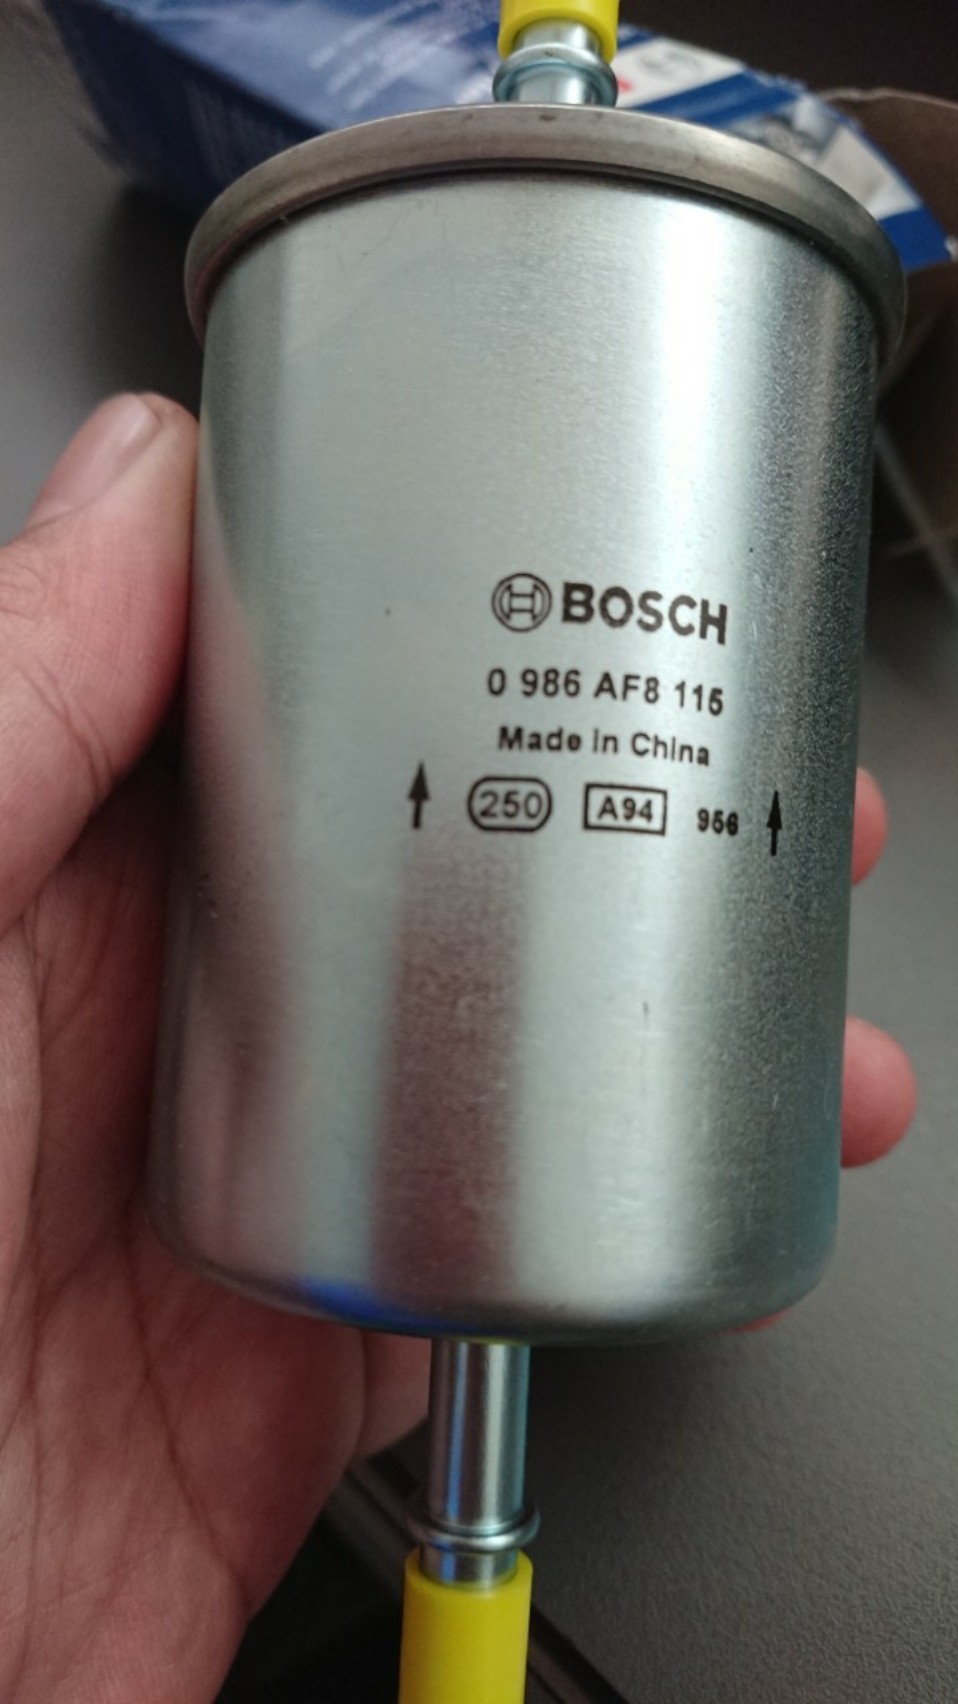 BOSCH
0 986 AF8 115
Made in China
250 A94 956